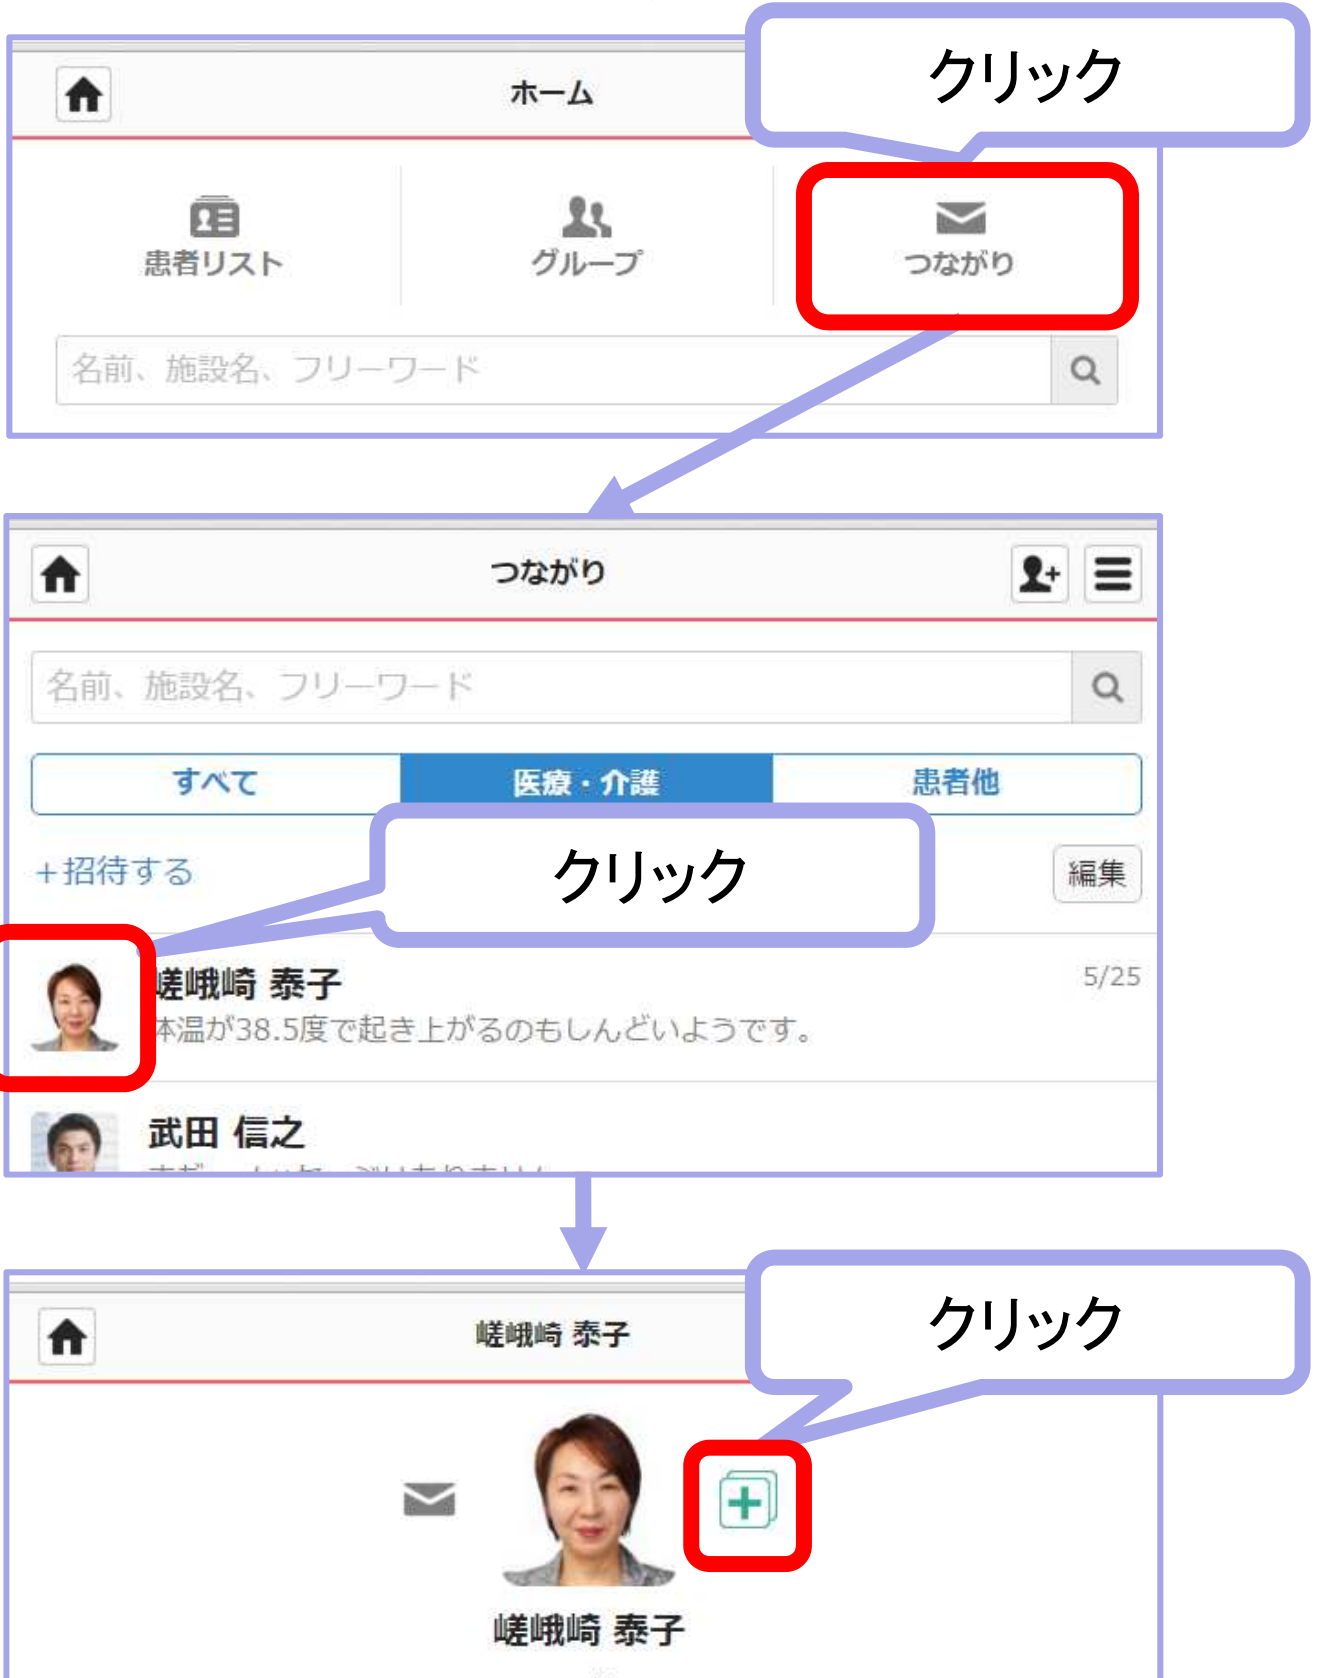 クリック
ホーム
患者リスト
グループ
つながり
名前、施設名、フリーワード
つながり
名前、施設名、フリーワード
すべて
医療・介護
患者他
+招待する
クリック
編集
嵯峨崎 泰子
5/25
体温が38.5度で起き上がるのもしんどいようです。
武田 信之
クリック
嵯峨崎 泰子
嵯峨崎 泰子